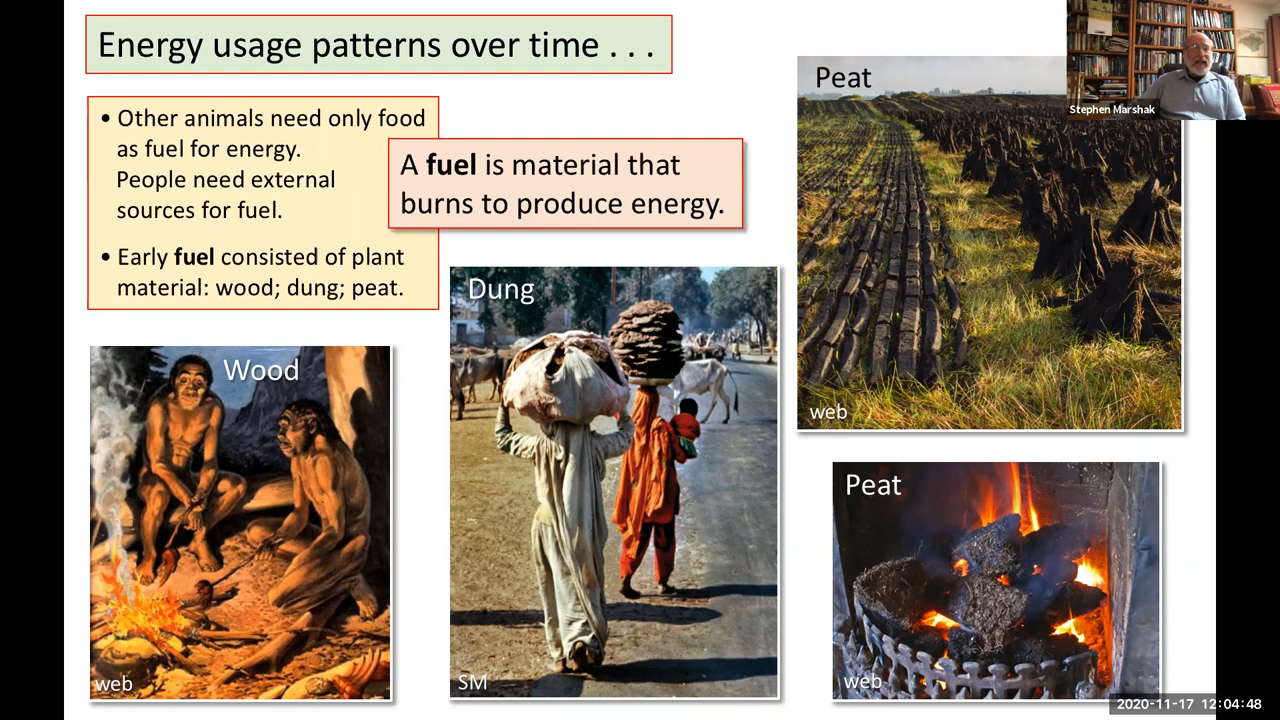 Energy usage patterns over time . . .
• Other animals need only food
as fuel for energy.
People need external
sources for fuel.
• Early fuel consisted of plant
material: wood; dung; peat.
A fuel is material that
burns to produce energy.
Peat
Stephen Marshak
web
Dung
SM
Wood
web
Peat
web
2020-11-17 12:04:48